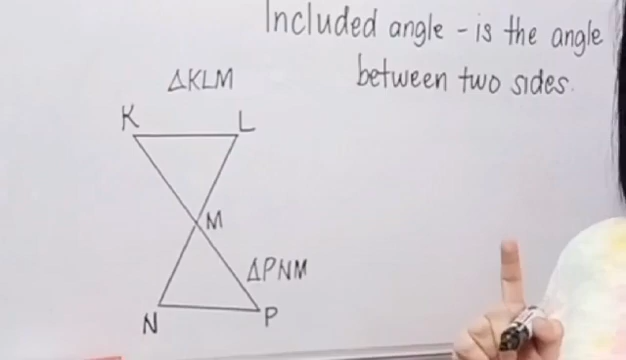 Included angle - is the angle
between two sides.
ΔKLM
K L
M
ΔPNM
N P